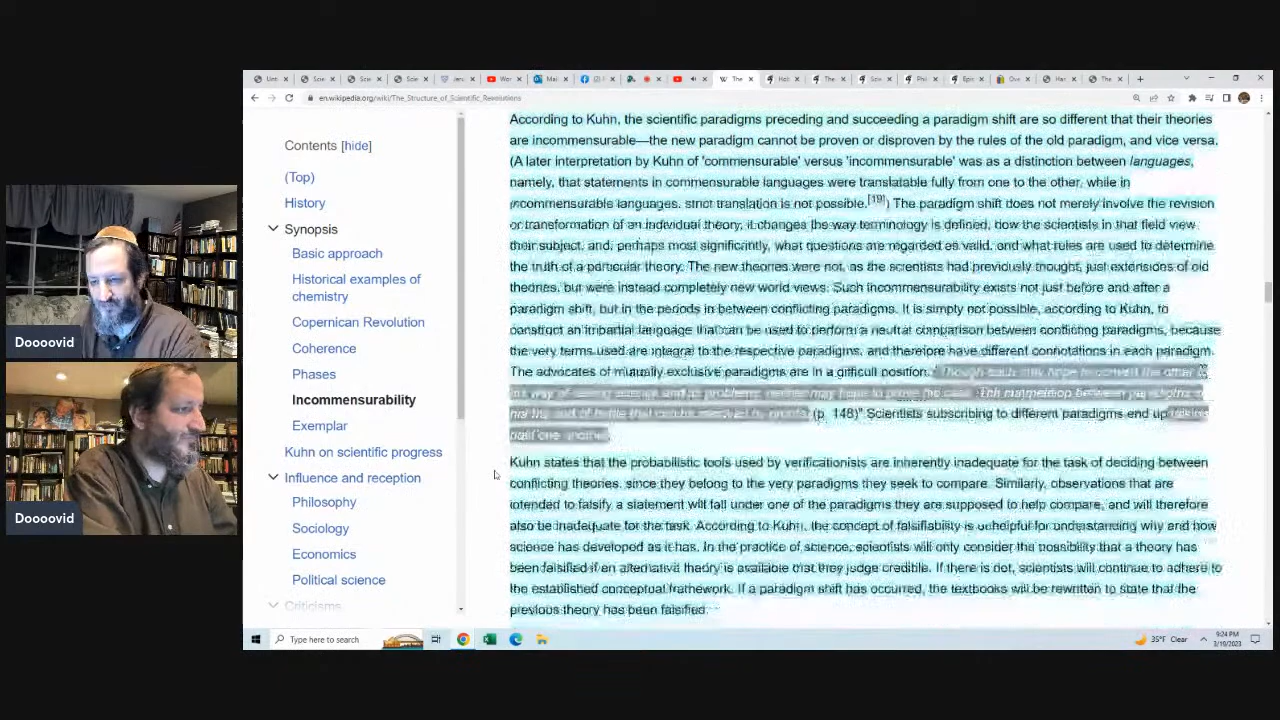 Doooovid
Doooovid
en.wikipedia.org/wiki/The_Structure_of_Scientific_Revolutions
Contents [hide]
(Top)
History
Synopsis
Basic approach
Historical examples of
chemistry
Copernican Revolution
Coherence
Phases
Incommensurability
Exemplar
Kuhn on scientific progress
Influence and reception
Philosophy
Sociology
Economics
Political science
Criticisms
According to Kuhn, the scientific paradigms preceding and succeeding a paradigm shift are so different that their theories
are incommensurable—the new paradigm cannot be proven or disproven by the rules of the old paradigm, and vice versa.
(A later interpretation by Kuhn of 'commensurable' versus 'incommensurable' was as a distinction between languages,
namely, that statements in commensurable languages were translatable fully from one to the other, while in
incommensurable languages, strict translation is not possible.[19]) The paradigm shift does not merely involve the revision
or transformation of an individual theory, it changes the way terminology is defined, how the scientists in that field view
their subject, and, perhaps most significantly, what questions are regarded as valid, and what rules are used to determine
the truth of a particular theory. The new theories were not, as the scientists had previously thought, just extensions of old
theories, but were instead completely new world views. Such incommensurability exists not just before and after a
paradigm shift, but in the periods in between conflicting paradigms. It is simply not possible, according to Kuhn, to
construct an impartial language that can be used to perform a neutral comparison between conflicting paradigms, because
the very terms used are integral to the respective paradigms, and therefore have different connotations in each paradigm.
The advocates of mutually exclusive paradigms are in a difficult position:
(p. 148)" Scientists subscribing to different paradigms end up
past one another.
Kuhn states that the probabilistic tools used by verificationists are inherently inadequate for the task of deciding between
conflicting theories, since they belong to the very paradigms they seek to compare. Similarly, observations that are
intended to falsify a statement will fall under one of the paradigms they are supposed to help compare, and will therefore
also be inadequate for the task. According to Kuhn, the concept of falsifiability is unhelpful for understanding why and how
science has developed as it has. In the practice of science, scientists will only consider the possibility that a theory has
been falsified if an alternative theory is available that they judge credible. If there is not, scientists will continue to adhere
to the established conceptual framework. If a paradigm shift has occurred, the textbooks will be rewritten to state that the
previous theory has been falsified.
Type here to search
35°F Clear
9:24 PM
3/19/2023